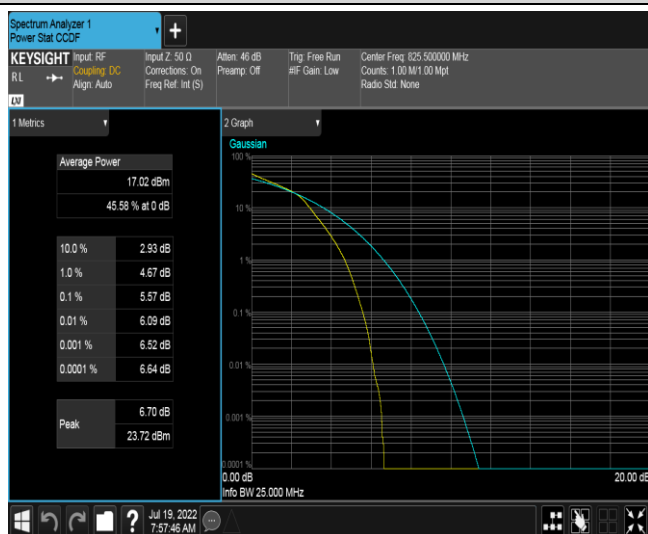 Spectrum Analyzer 1
Power Stat CCDF
KEYSIGHT Input: RF Input Z: 50 Ω Atten: 46 dB Trig: Free Run Center Freq: 825.500000 MHz
RL Coupling: DC Corrections: On Preamp: Off #IF Gain: Low Counts: 1.00 M/1.00 Mpt
Align: Auto Freq Ref: Int (S) Radio Std: None
LXI
1 Metrics
Average Power
17.02 dBm
45.58 % at 0 dB
10.0 % 2.93 dB
1.0 % 4.67 dB
0.1 % 5.57 dB
0.01 % 6.09 dB
0.001 % 6.52 dB
0.0001 % 6.64 dB
Peak 6.70 dB
23.72 dBm
2 Graph
Gaussian
100 %
10 %
1 %
0.1 %
0.01 %
0.001 %
0.0001 %
0.00 dB 20.00 dB
Info BW 25.000 MHz
Jul 19, 2022
7:57:46 AM